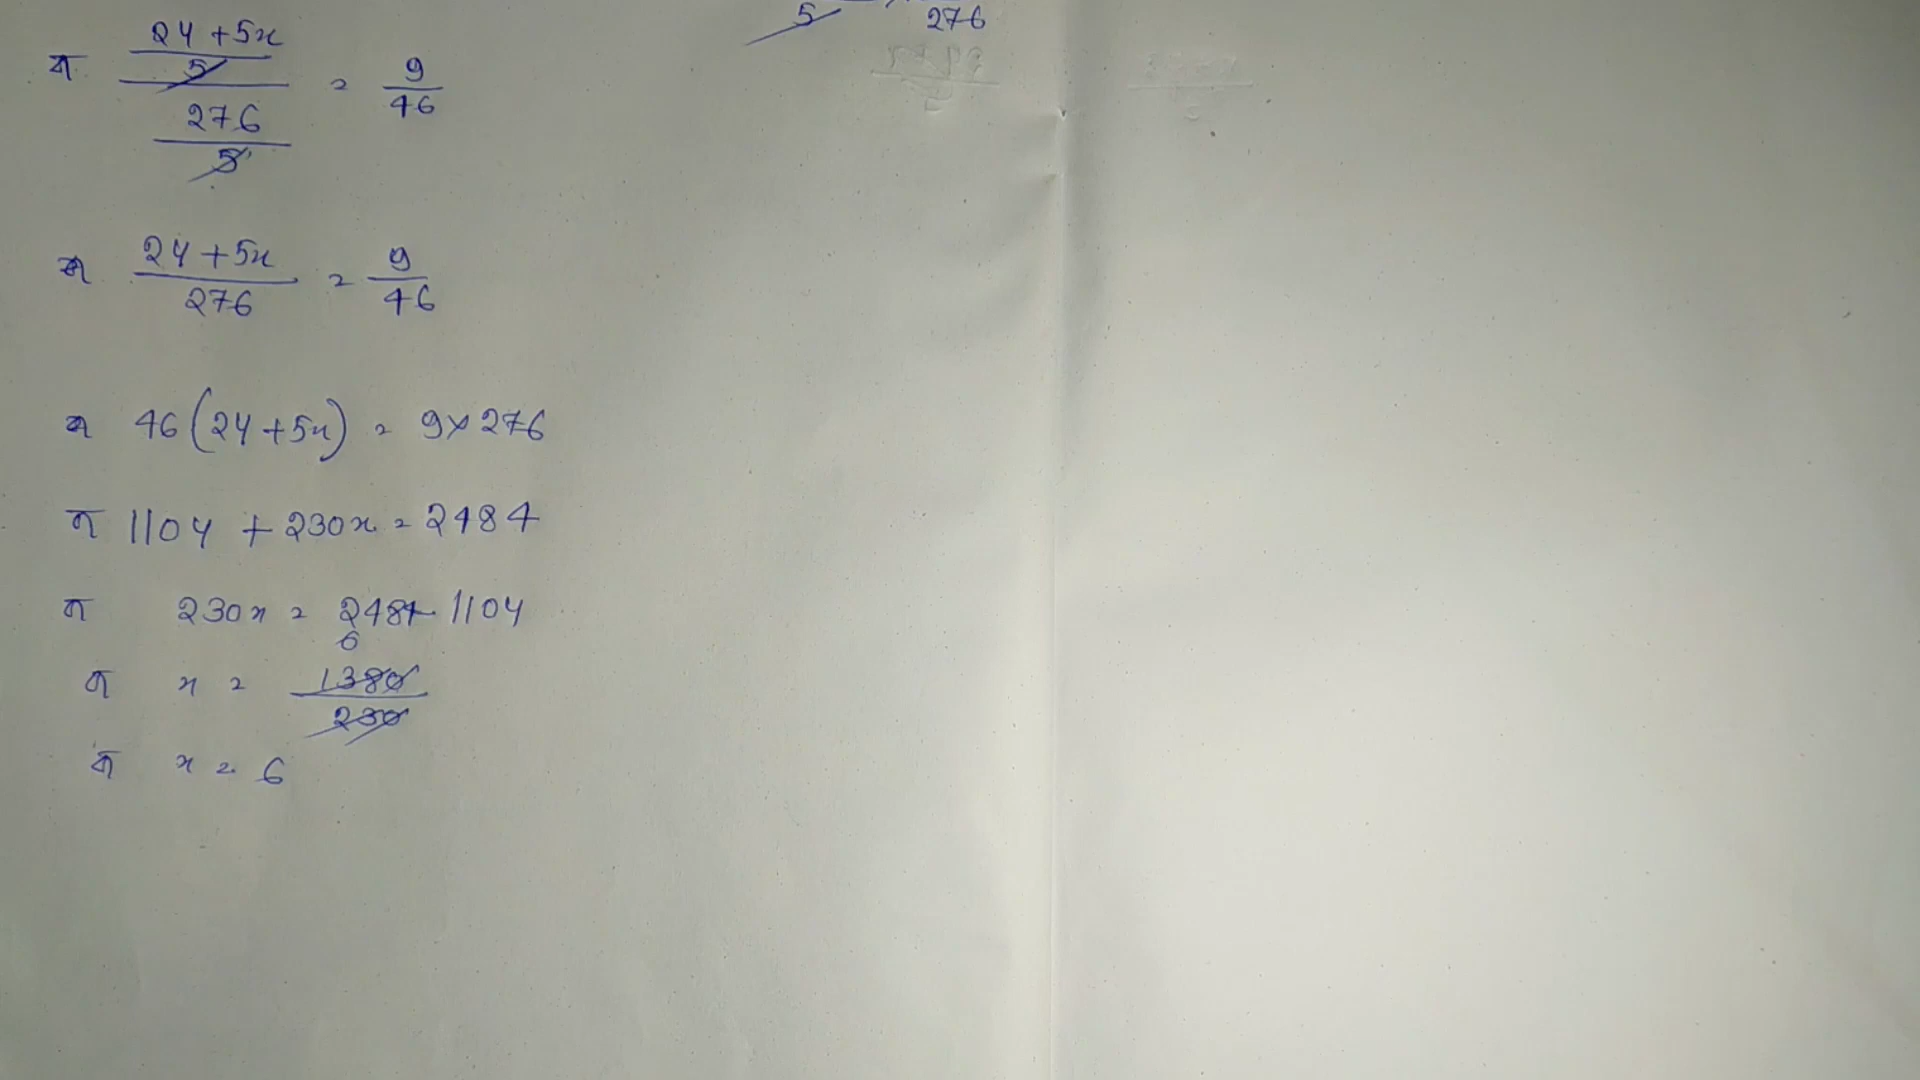 5 276
বা (24+5x)/5 / 276/5 = 9/46
বা (24+5x)/276 = 9/46
বা 46(24+5x) = 9×276
বা 1104 + 230x = 2484
বা 230x = 2484-1104
6
বা x = 1380/230
বা x = 6